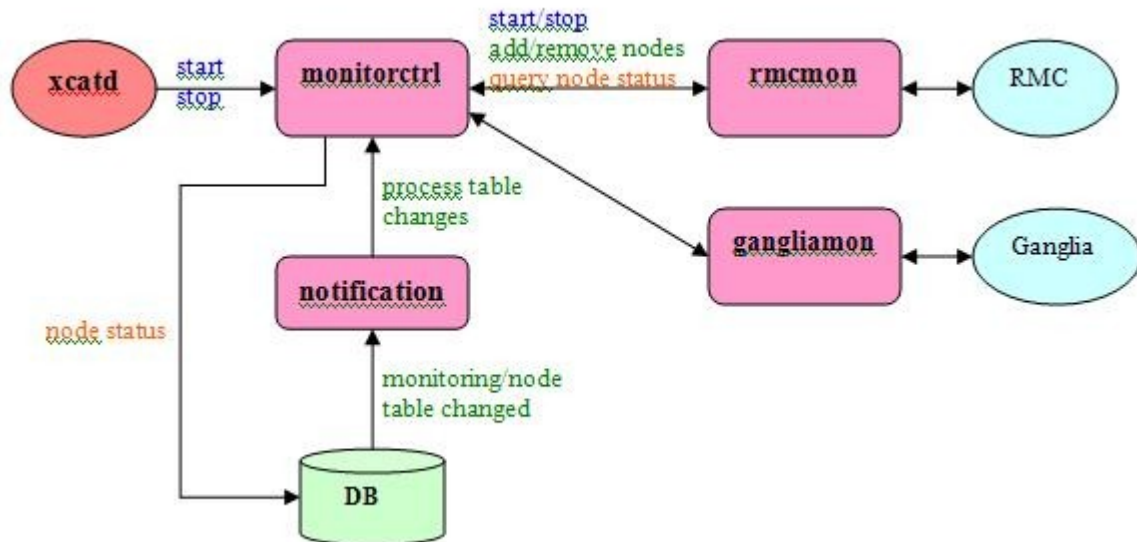 xcatd
start
stop
monitorctrl
start/stop
add/remove nodes
query node status
rmcmon
RMC
process table
changes
gangliamon
Ganglia
notification
node status
monitoring/node
table changed
DB